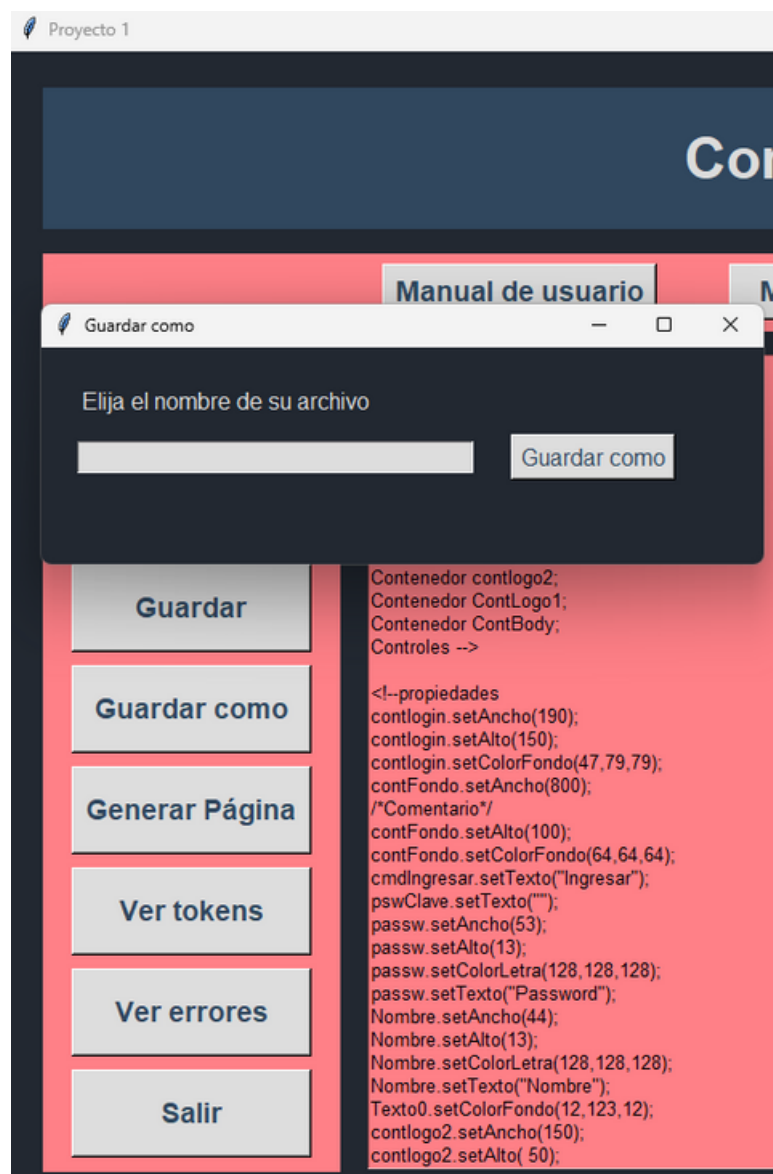 Proyecto 1
Manual de usuario
Guardar como
Elija el nombre de su archivo
Guardar como
Guardar
Guardar como
Generar Página
Ver tokens
Ver errores
Salir
Contenedor contlogo2;
Contenedor ContLogo1;
Contenedor ContBody;
Controles -->
<!--propiedades
contlogin.setAncho(190);
contlogin.setAlto(150);
contlogin.setColorFondo(47,79,79);
contFondo.setAncho(800);
/*Comentario*/
contFondo.setAlto(100);
contFondo.setColorFondo(64,64,64);
cmdIngresar.setTexto("Ingresar");
pswClave.setTexto("");
passw.setAncho(53);
passw.setAlto(13);
passw.setColorLetra(128,128,128);
passw.setTexto("Password");
Nombre.setAncho(44);
Nombre.setAlto(13);
Nombre.setColorLetra(128,128,128);
Nombre.setTexto("Nombre");
Texto0.setColorFondo(12,123,12);
contlogo2.setAncho(150);
contlogo2.setAlto( 50);